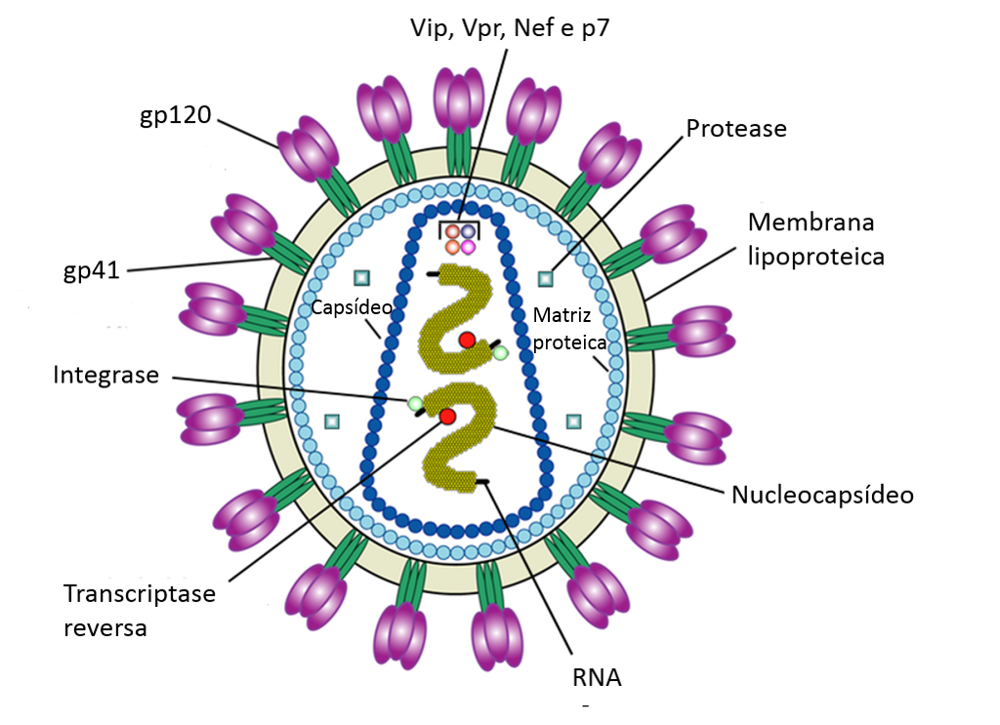 Vip, Vpr, Nef e p7
gp120
Protease
Membrana
lipoproteica
gp41
Capsídeo
Matriz
proteica
Integrase
Nucleocapsídeo
Transcriptase
reversa
RNA